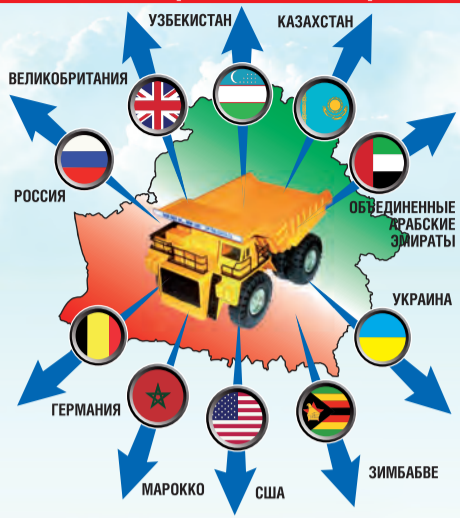 УЗБЕКИСТАН
КАЗАХСТАН
ВЕЛИКОБРИТАНИЯ
РОССИЯ
ОБЪЕДИНЕННЫЕ
АРАБСКИЕ
ЭМИРАТЫ
УКРАИНА
ГЕРМАНИЯ
ЗИМБАБВЕ
МАРОККО
США